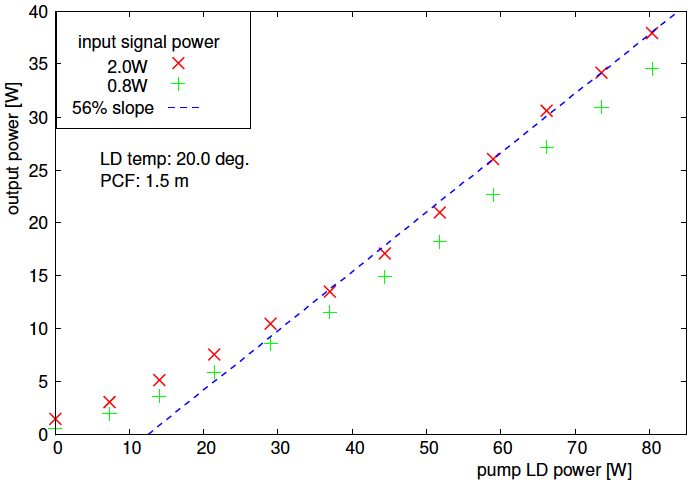 40
35
30
25
20
15
10
5
0
output power [W]
input signal power
2.0W
0.8W
56% slope
LD temp: 20.0 deg.
PCF: 1.5 m
0 10 20 30 40 50 60 70 80
pump LD power [W]